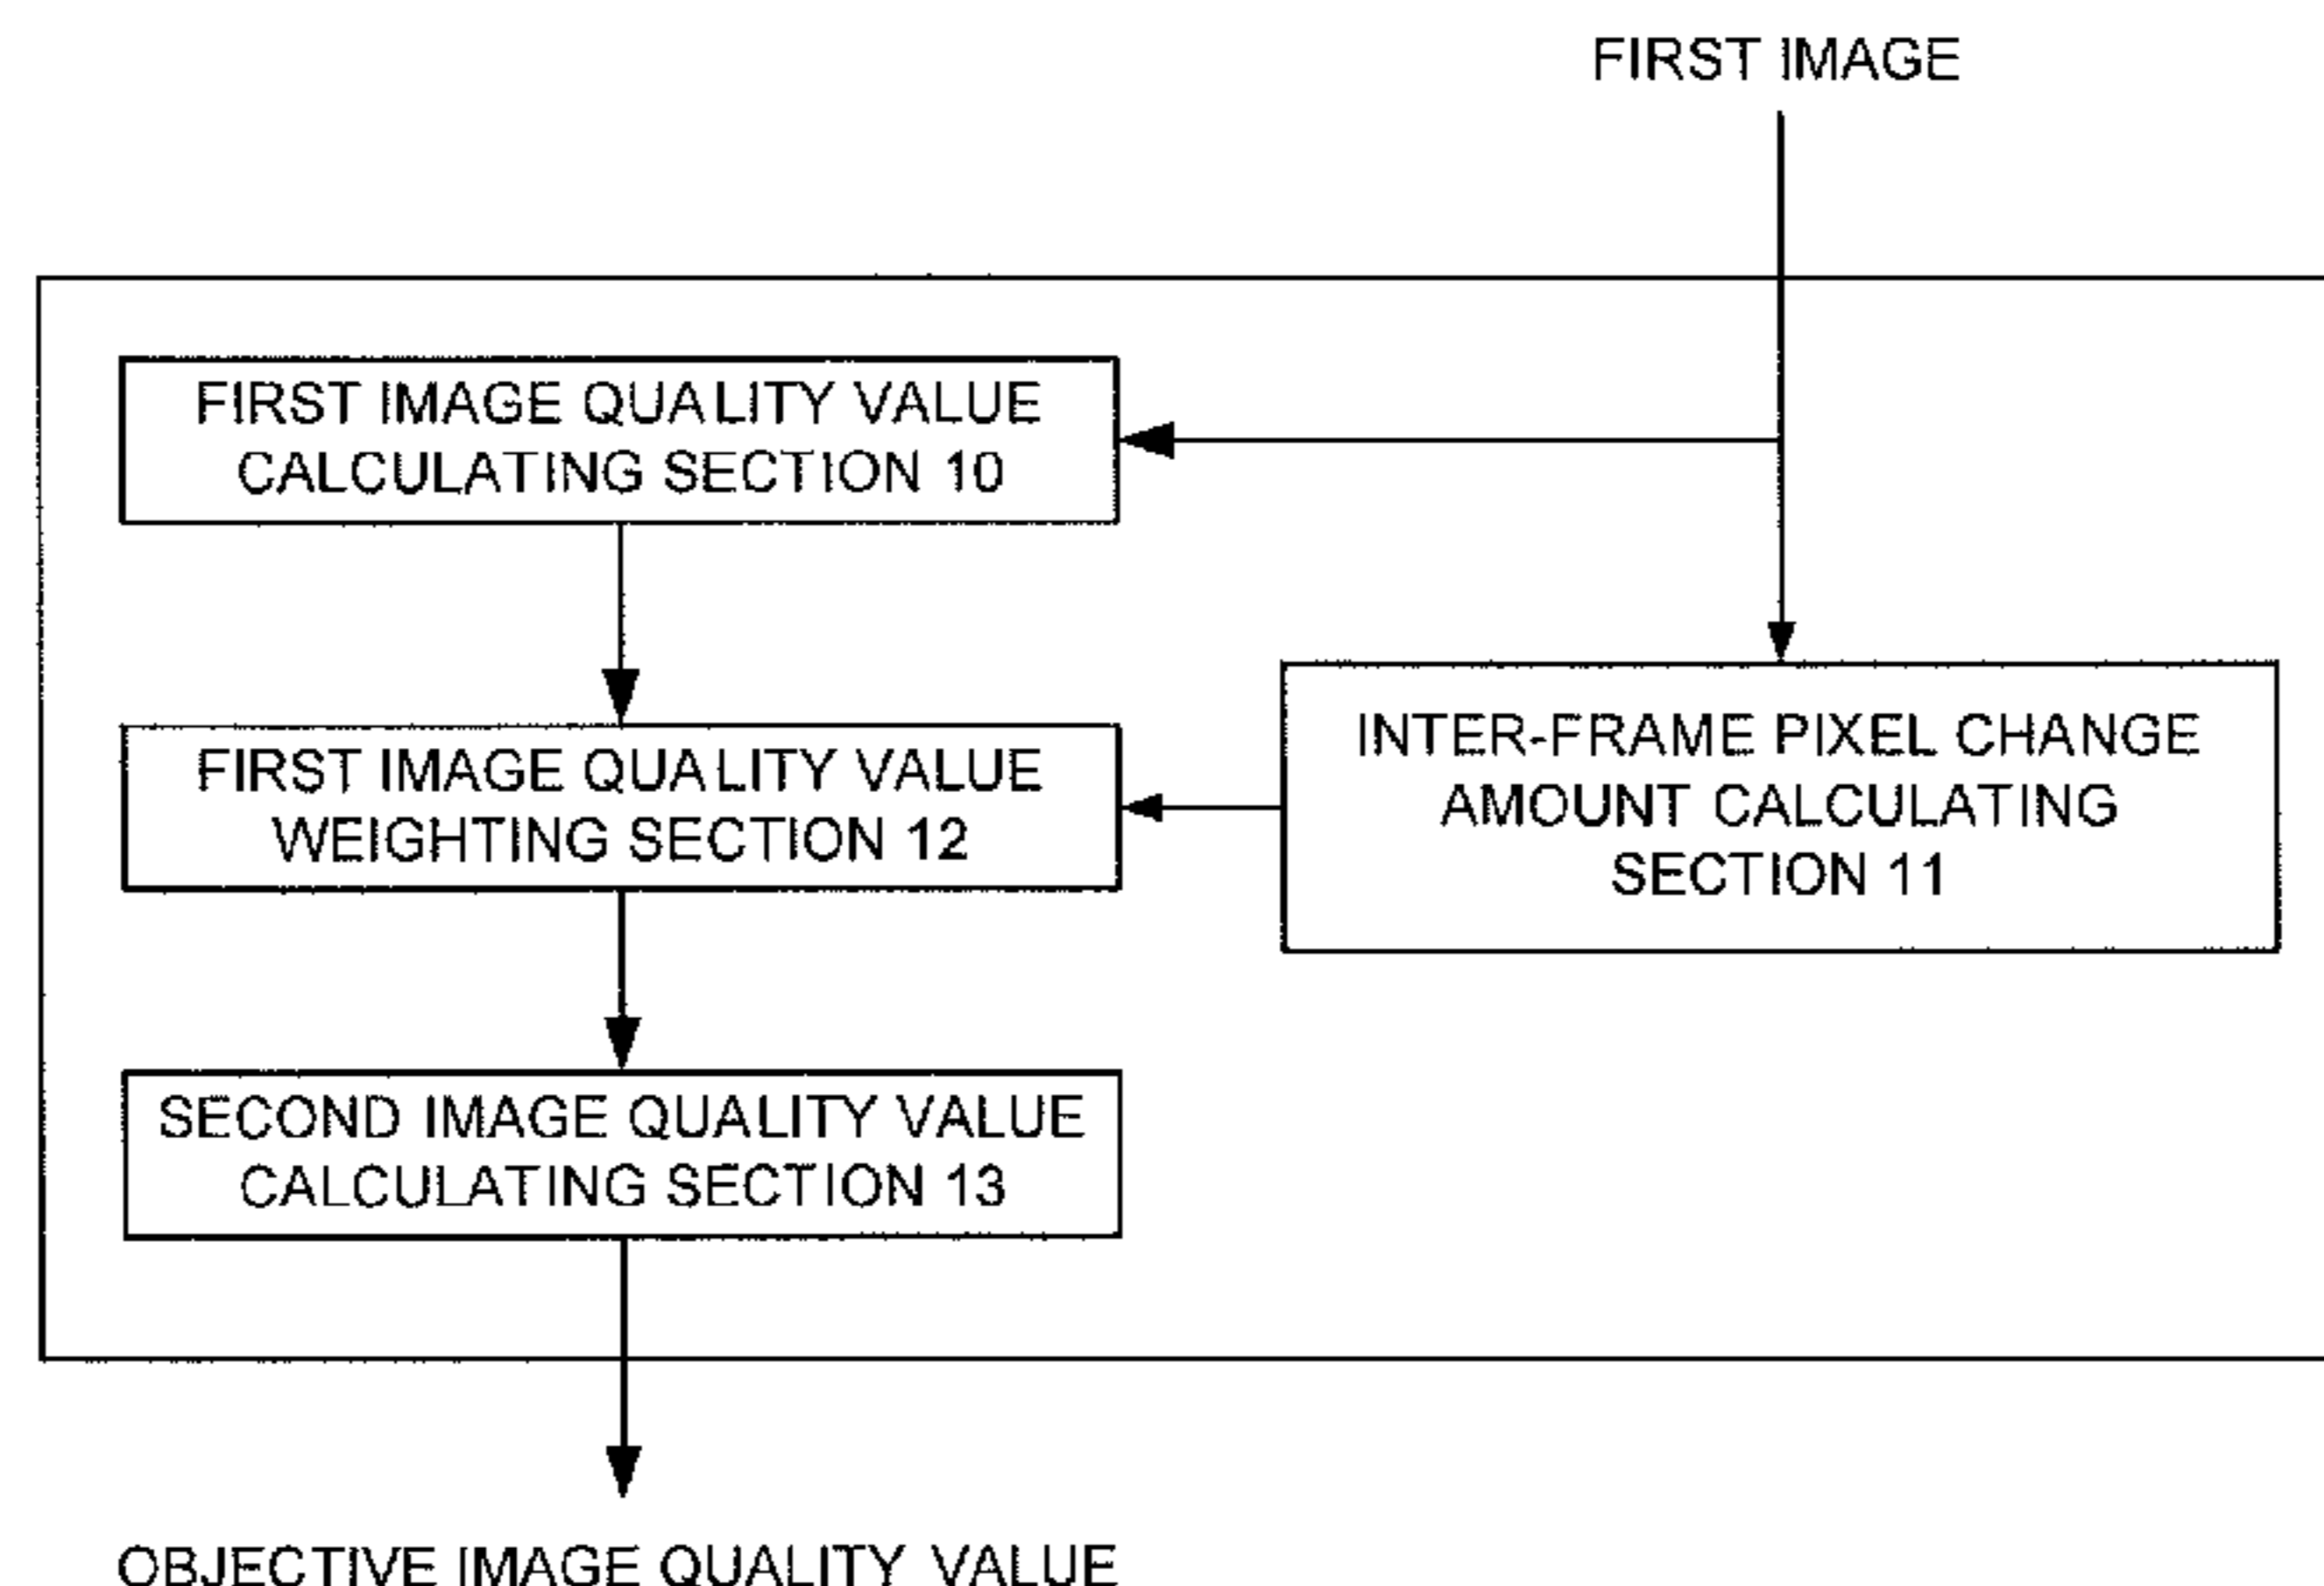 FIRST IMAGE
FIRST IMAGE QUALITY VALUE
CALCULATING SECTION 10
FIRST IMAGE QUALITY VALUE
WEIGHTING SECTION 12
INTER-FRAME PIXEL CHANGE
AMOUNT CALCULATING
SECTION 11
SECOND IMAGE QUALITY VALUE
CALCULATING SECTION 13
OBJECTIVE IMAGE QUALITY VALUE